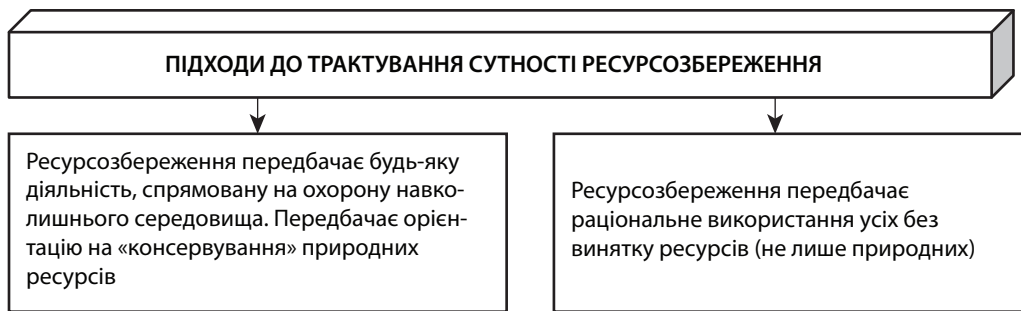 ПІДХОДИ ДО ТРАКТУВАННЯ СУТНОСТІ РЕСУРСОЗБЕРЕЖЕННЯ
Ресурсозбереження передбачає будь-яку
діяльність, спрямовану на охорону навко-
лишнього середовища. Передбачає орієн-
тацію на «консервування» природних
ресурсів
Ресурсозбереження передбачає
раціональне використання усіх без
винятку ресурсів (не лише природних)